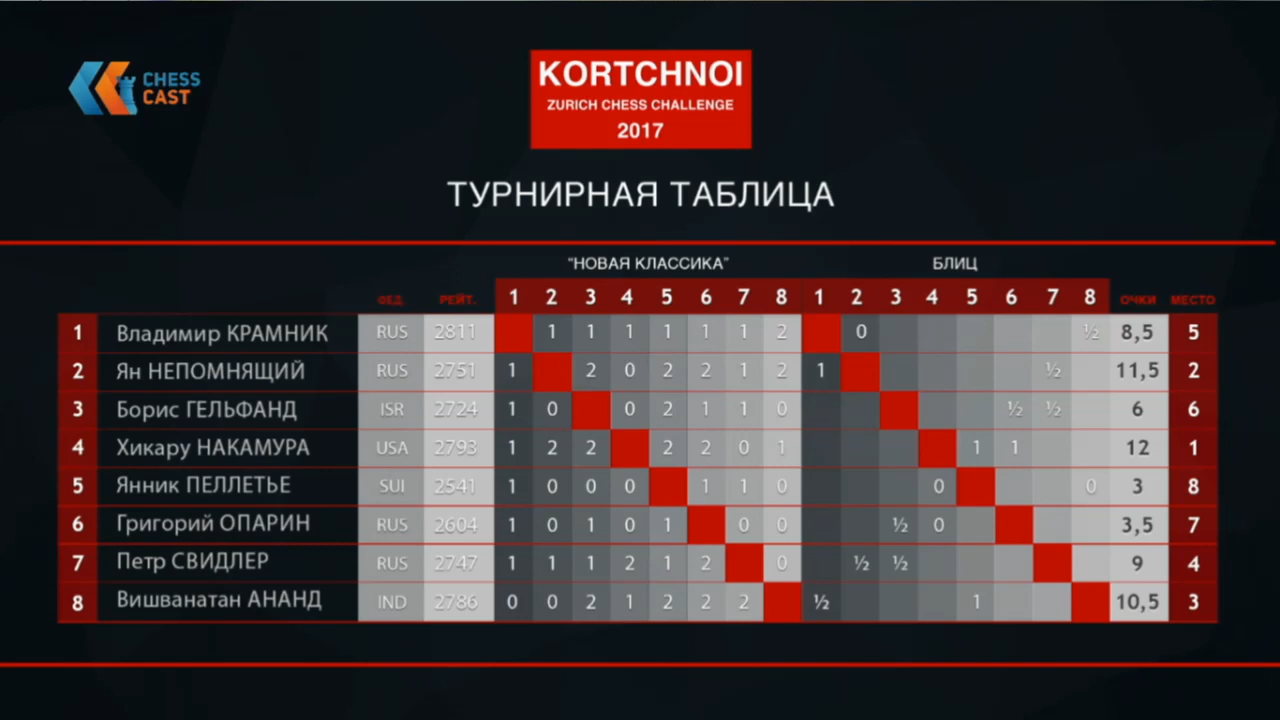 CHESS
CAST
KORTCHNOI
ZURICH CHESS CHALLENGE
2017
ТУРНИРНАЯ ТАБЛИЦА
"НОВАЯ КЛАССИКА" БЛИЦ
ФЕД. РЕЙТ. 1 2 3 4 5 6 7 8 1 2 3 4 5 6 7 8 ОЧКИ МЕСТО
1 Владимир КРАМНИК RUS 2811 1 1 1 1 1 1 2 0 ½ 8,5 5
2 Ян НЕПОМНЯЩИЙ RUS 2751 1 2 0 2 2 1 2 1 ½ 11,5 2
3 Борис ГЕЛЬФАНД ISR 2724 1 0 0 2 1 1 0 ½ ½ 6 6
4 Хикару НАКАМУРА USA 2793 1 2 2 2 2 0 1 1 1 12 1
5 Янник ПЕЛЛЕТЬЕ SUI 2541 1 0 0 0 1 1 0 0 0 3 8
6 Григорий ОПАРИН RUS 2604 1 0 1 0 1 0 0 ½ 0 3,5 7
7 Петр СВИДЛЕР RUS 2747 1 1 1 2 1 2 0 ½ ½ 9 4
8 Вишванатан АНАНД IND 2786 0 0 2 1 2 2 2 ½ 1 10,5 3